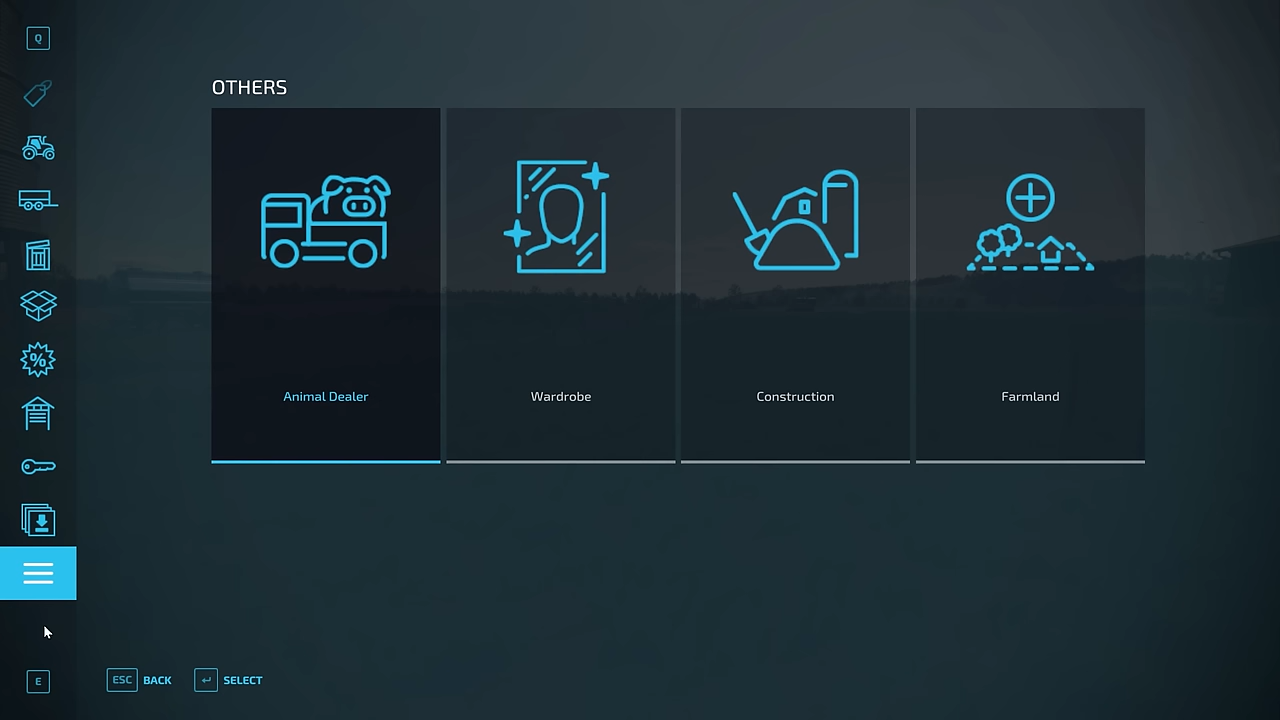 Q
OTHERS
%
Animal Dealer
Wardrobe
Construction
Farmland
E
ESC BACK
SELECT